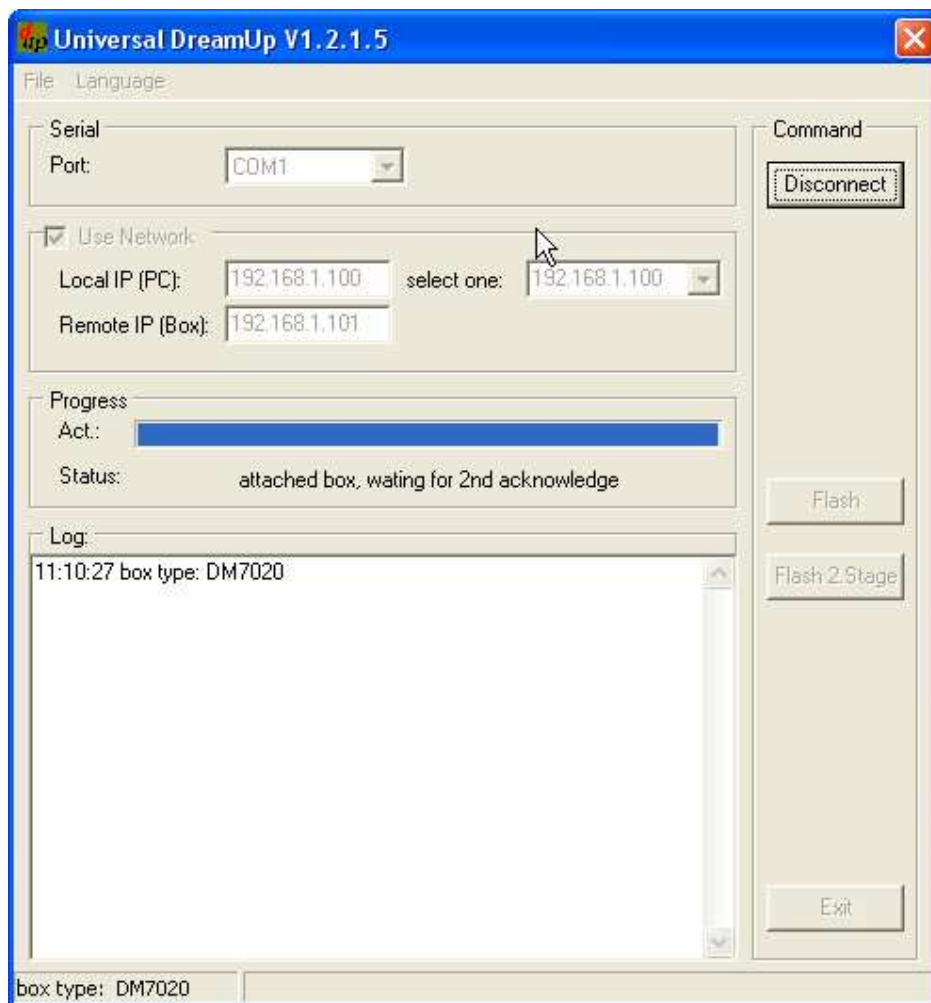 up Universal DreamUp V1.2.1.5
File Language
Serial
Command
Port: COM1
Disconnect
Use Network
Local IP (PC): 192.168.1.100 select one: 192.168.1.100
Remote IP (Box): 192.168.1.101
Progress
Act.:
Status: attached box, wating for 2nd acknowledge
Flash
Log:
11:10:27 box type: DM7020
Flash 2.Stage
Exit
box type: DM7020